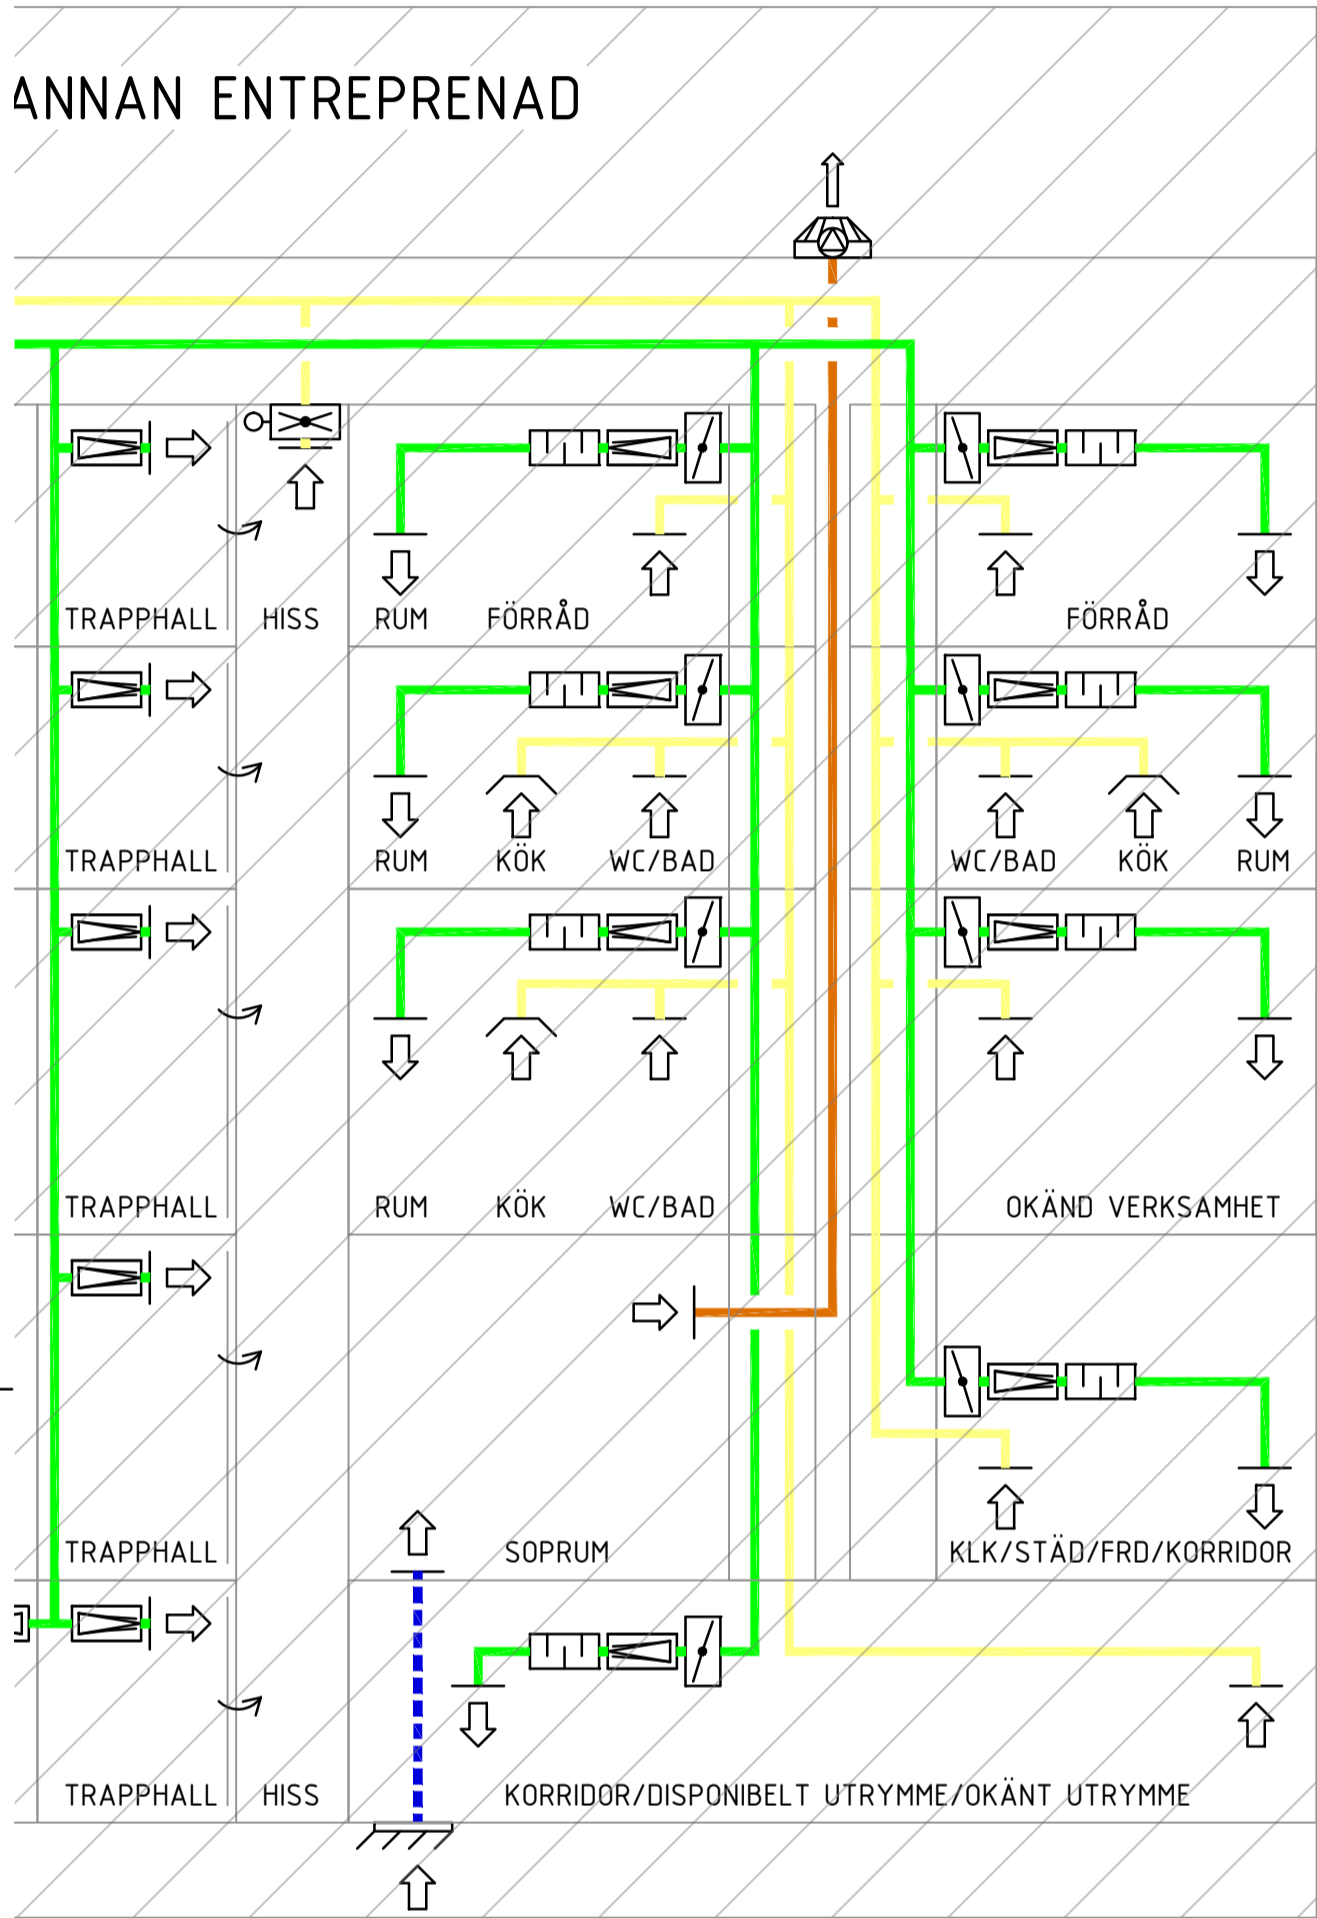 ANNAN ENTREPRENAD
TRAPPHALL HISS RUM FÖRRÅD FÖRRÅD
TRAPPHALL RUM KÖK WC/BAD WC/BAD KÖK RUM
TRAPPHALL RUM KÖK WC/BAD OKÄND VERKSAMHET
TRAPPHALL SOPRUM KLK/STÄD/FRD/KORRIDOR
TRAPPHALL HISS KORRIDOR/DISPONIBELT UTRYMME/OKÄNT UTRYMME